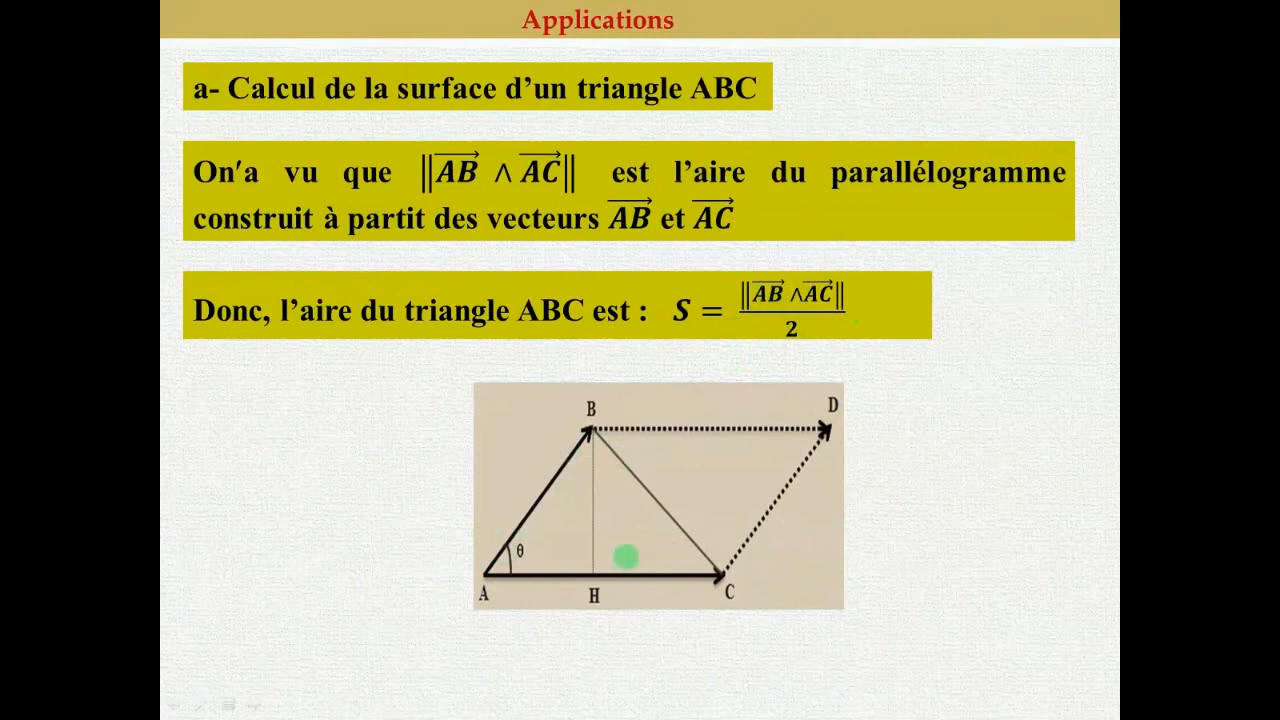 Applications
a- Calcul de la surface d’un triangle ABC
On′a vu que ‖AB⃗ ∧ AC⃗‖ est l’aire du parallélogramme
construit à partit des vecteurs AB⃗ et AC⃗
Donc, l’aire du triangle ABC est : S = ‖AB⃗ ∧AC⃗‖ / 2
B D
θ
A H C